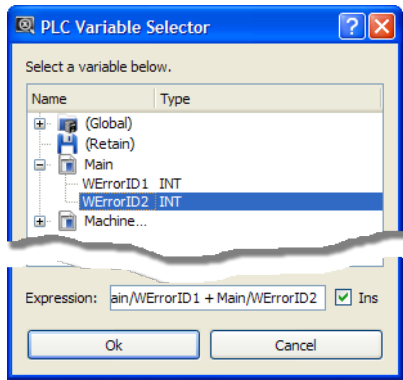 PLC Variable Selector
Select a variable below.
Name Type
(Global)
(Retain)
Main
WErrorID1 INT
WErrorID2 INT
Machine...
Expression: ain/WErrorID1 + Main/WErrorID2 Ins
Ok Cancel